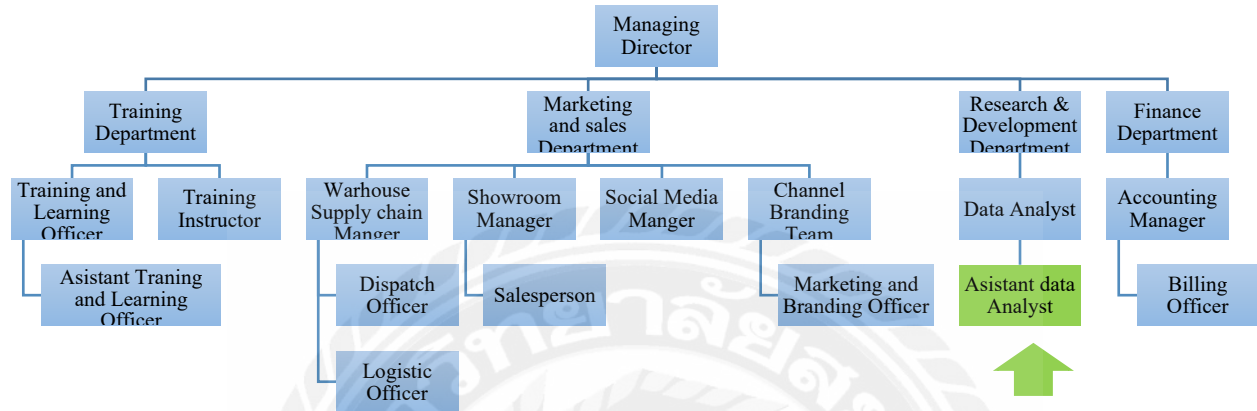 Managing
Director
Training
Department
Marketing
and sales
Department
Research &
Development
Department
Finance
Department
Training and
Learning
Officer
Training
Instructor
Warhouse
Supply chain
Manger
Showroom
Manager
Social Media
Manger
Channel
Branding
Team
Data Analyst
Accounting
Manager
Asistant Traning
and Learning
Officer
Dispatch
Officer
Salesperson
Marketing and
Branding Officer
Asistant data
Analyst
Billing
Officer
Logistic
Officer